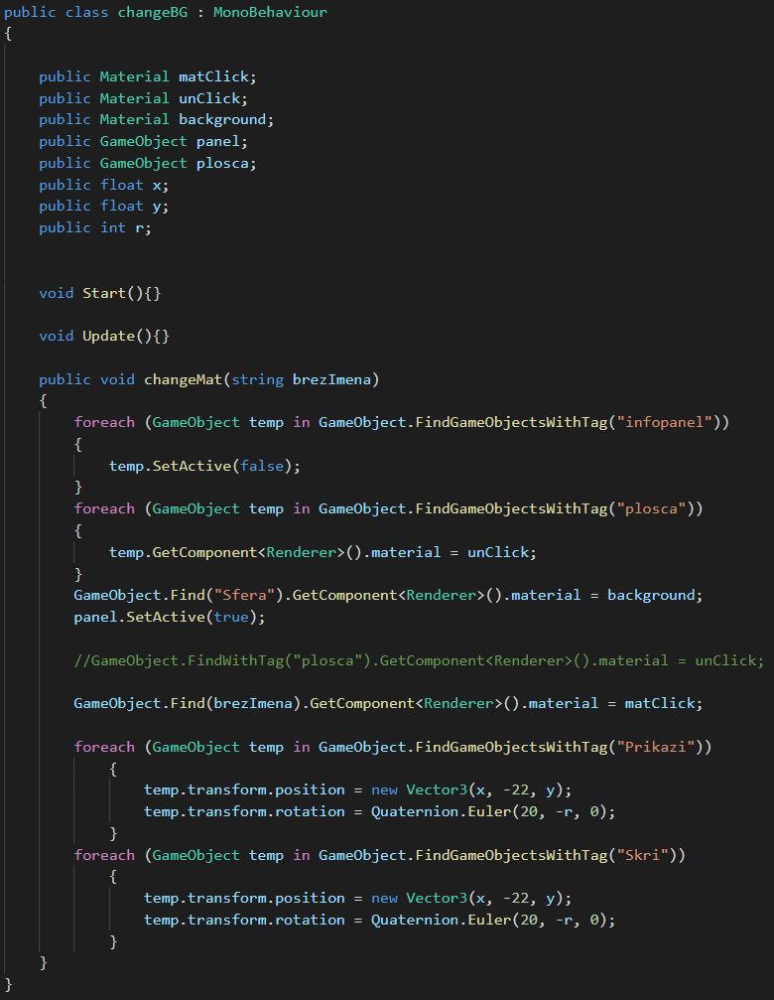 public class changeBG : MonoBehaviour
{
    public Material matClick;
    public Material unClick;
    public Material background;
    public GameObject panel;
    public GameObject plosca;
    public float x;
    public float y;
    public int r;
    void Start(){}
    void Update(){}
    public void changeMat(string brezImena)
    {
        foreach (GameObject temp in GameObject.FindGameObjectsWithTag("infopanel"))
        {
            temp.SetActive(false);
        }
        foreach (GameObject temp in GameObject.FindGameObjectsWithTag("plosca"))
        {
            temp.GetComponent<Renderer>().material = unClick;
        }
        GameObject.Find("Sfera").GetComponent<Renderer>().material = background;
        panel.SetActive(true);
        //GameObject.FindWithTag("plosca").GetComponent<Renderer>().material = unClick;
        GameObject.Find(brezImena).GetComponent<Renderer>().material = matClick;
        foreach (GameObject temp in GameObject.FindGameObjectsWithTag("Prikazi"))
            {
                temp.transform.position = new Vector3(x, -22, y);
                temp.transform.rotation = Quaternion.Euler(20, -r, 0);
            }
        foreach (GameObject temp in GameObject.FindGameObjectsWithTag("Skri"))
            {
                temp.transform.position = new Vector3(x, -22, y);
                temp.transform.rotation = Quaternion.Euler(20, -r, 0);
            }
    }
}